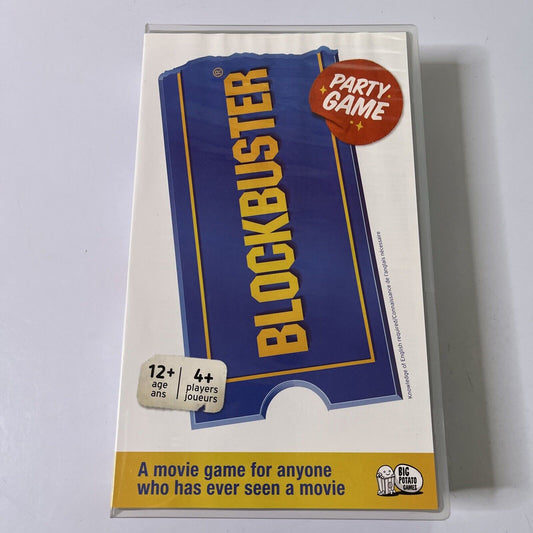 PARTY
GAME
BLOCKBUSTER®
Knowledge of English required/Connaissance de l'anglais nécessaire
12+
age
ans
4+
players
joueurs
A movie game for anyone
who has ever seen a movie
BIG
POTATO
GAMES